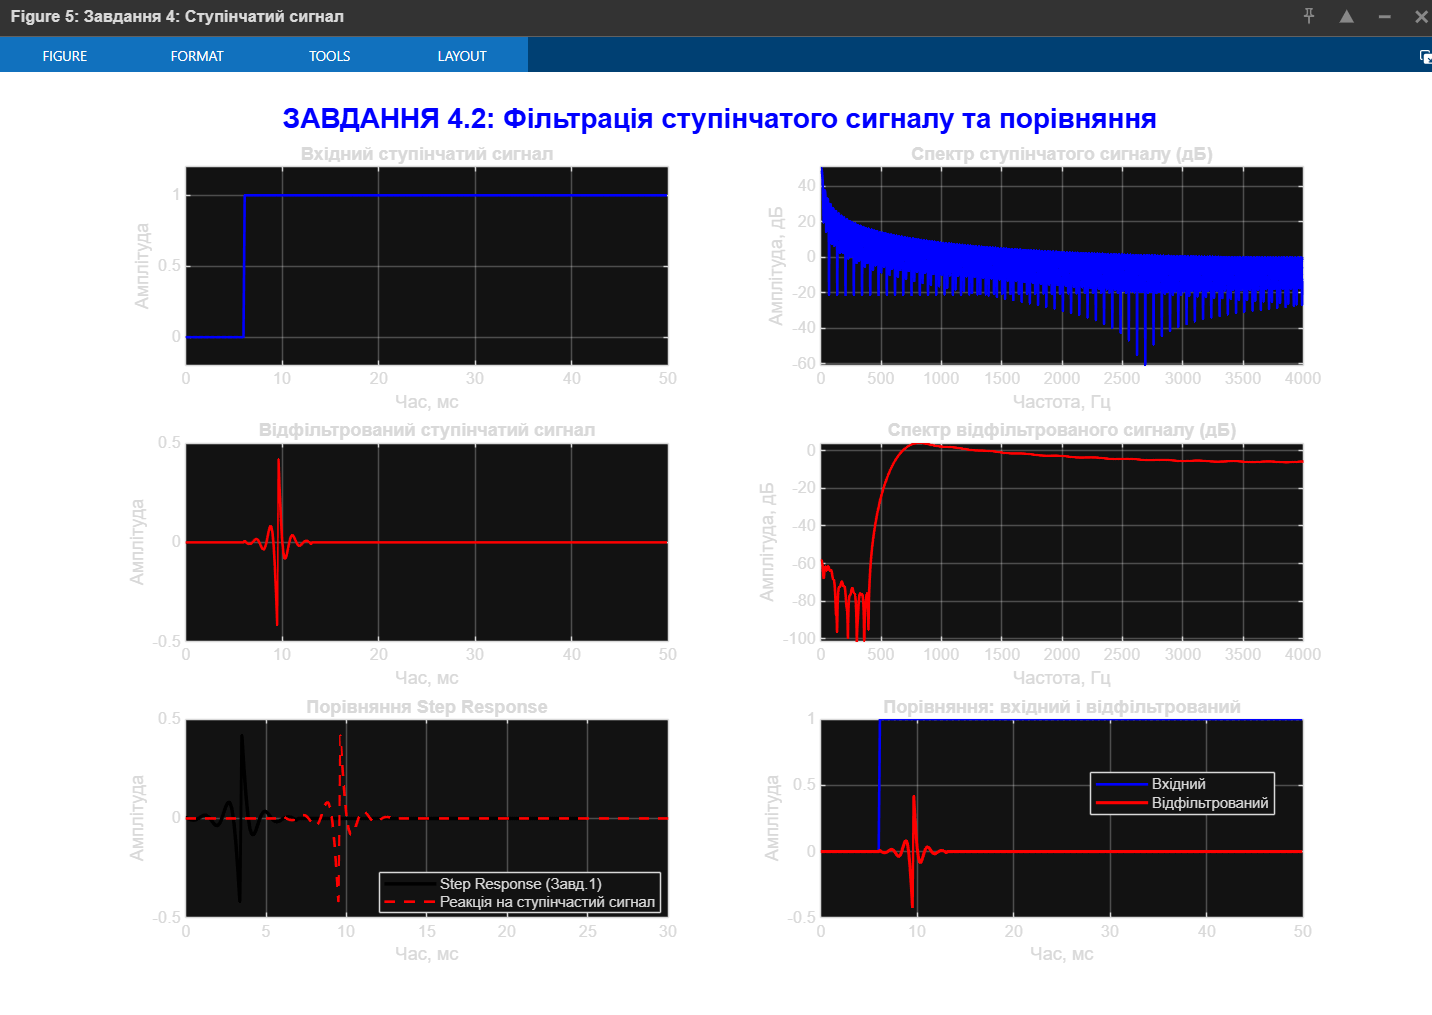 Figure 5: Завдання 4: Ступінчатий сигнал
FIGURE FORMAT TOOLS LAYOUT
ЗАВДАННЯ 4.2: Фільтрація ступінчатого сигналу та порівняння
Вхідний ступінчатий сигнал
1
0.5
0
Амплітуда
0 10 20 30 40 50
Час, мс
Спектр ступінчатого сигналу (дБ)
40
20
0
-20
-40
-60
Амплітуда, дБ
0 500 1000 1500 2000 2500 3000 3500 4000
Частота, Гц
Відфільтрований ступінчатий сигнал
0.5
0
-0.5
Амплітуда
0 10 20 30 40 50
Час, мс
Спектр відфільтрованого сигналу (дБ)
0
-20
-40
-60
-80
-100
Амплітуда, дБ
0 500 1000 1500 2000 2500 3000 3500 4000
Частота, Гц
Порівняння Step Response
0.5
0
-0.5
Амплітуда
Step Response (Завд.1)
Реакція на ступінчастий сигнал
0 5 10 15 20 25 30
Час, мс
Порівняння: вхідний і відфільтрований
1
0.5
0
-0.5
Амплітуда
Вхідний
Відфільтрований
0 10 20 30 40 50
Час, мс